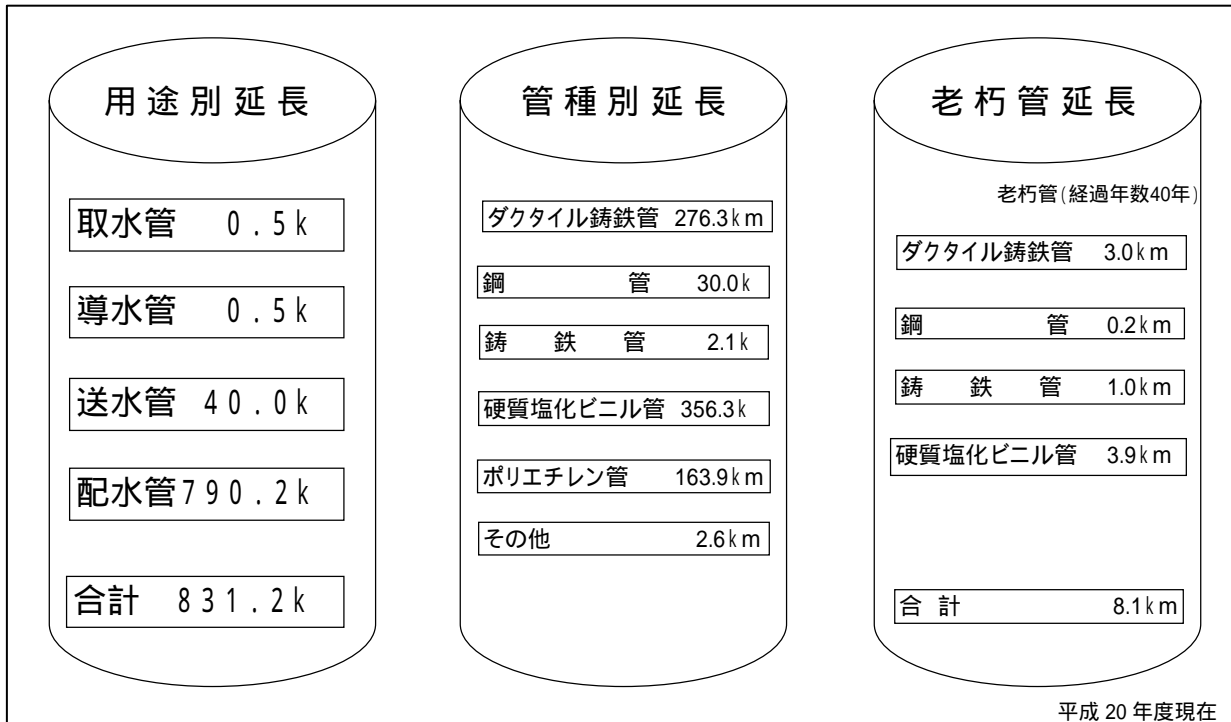 用途別延長
取水管 0.5k
導水管 0.5k
送水管 40.0k
配水管790.2k
合計 831.2k
管種別延長
ダクタイル鋳鉄管 276.3km
鋼 管 30.0k
鋳 鉄 管 2.1k
硬質塩化ビニル管 356.3k
ポリエチレン管 163.9km
その他 2.6km
老朽管延長
老朽管(経過年数40年)
ダクタイル鋳鉄管 3.0km
鋼 管 0.2km
鋳 鉄 管 1.0km
硬質塩化ビニル管 3.9km
合計 8.1km
平成 20 年度現在